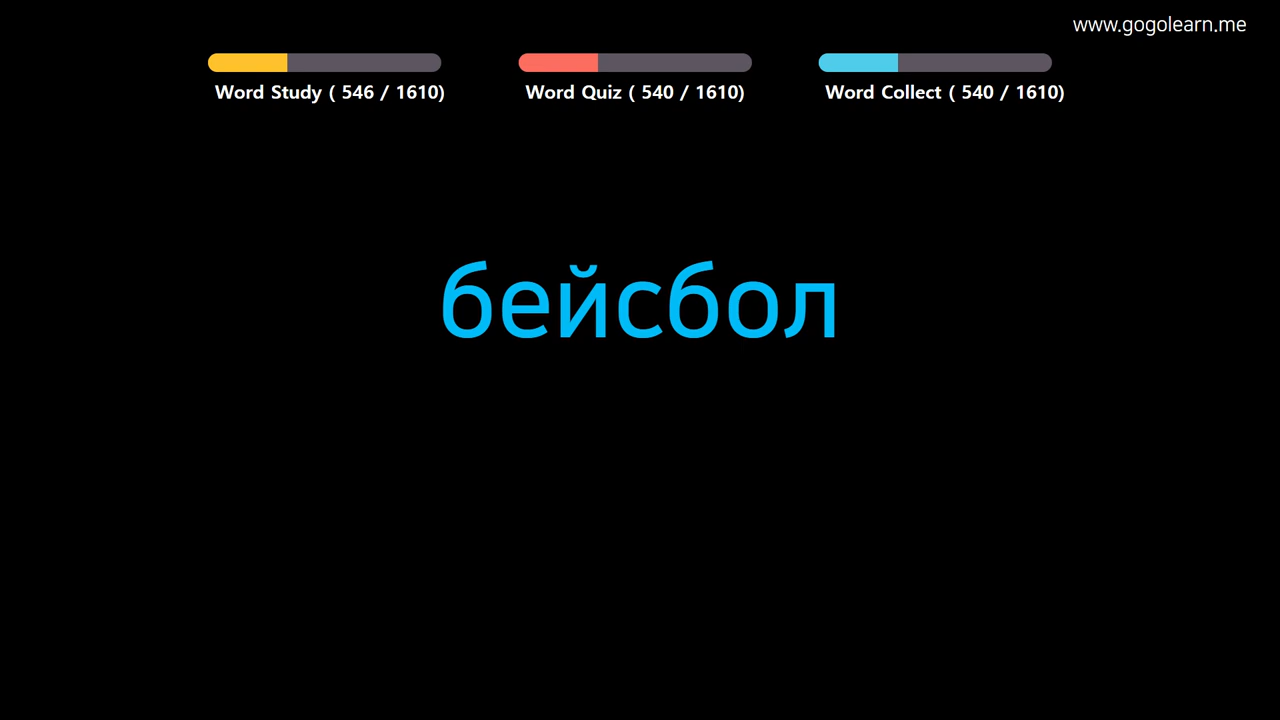 www.gogolearn.me
Word Study ( 546 / 1610)
Word Quiz ( 540 / 1610)
Word Collect ( 540 / 1610)
бейсбол